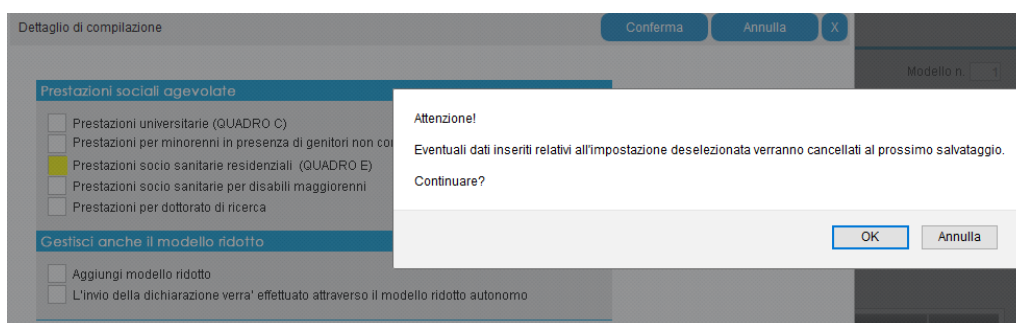 Dettaglio di compilazione
Conferma
Annulla
X
Modello n. 1
Prestazioni sociali agevolate
Prestazioni universitarie (QUADRO C)
Prestazioni per minorenni in presenza di genitori non
Prestazioni socio sanitarie residenziali (QUADRO E)
Prestazioni socio sanitarie per disabili maggiorenni
Prestazioni per dottorato di ricerca
Gestisci anche il modello ridotto
Aggiungi modello ridotto
L'invio della dichiarazione verra' effettuato attraverso il modello ridotto autonomo
Attenzione!
Eventuali dati inseriti relativi all'impostazione deselezionata verranno cancellati al prossimo salvataggio.
Continuare?
OK
Annulla